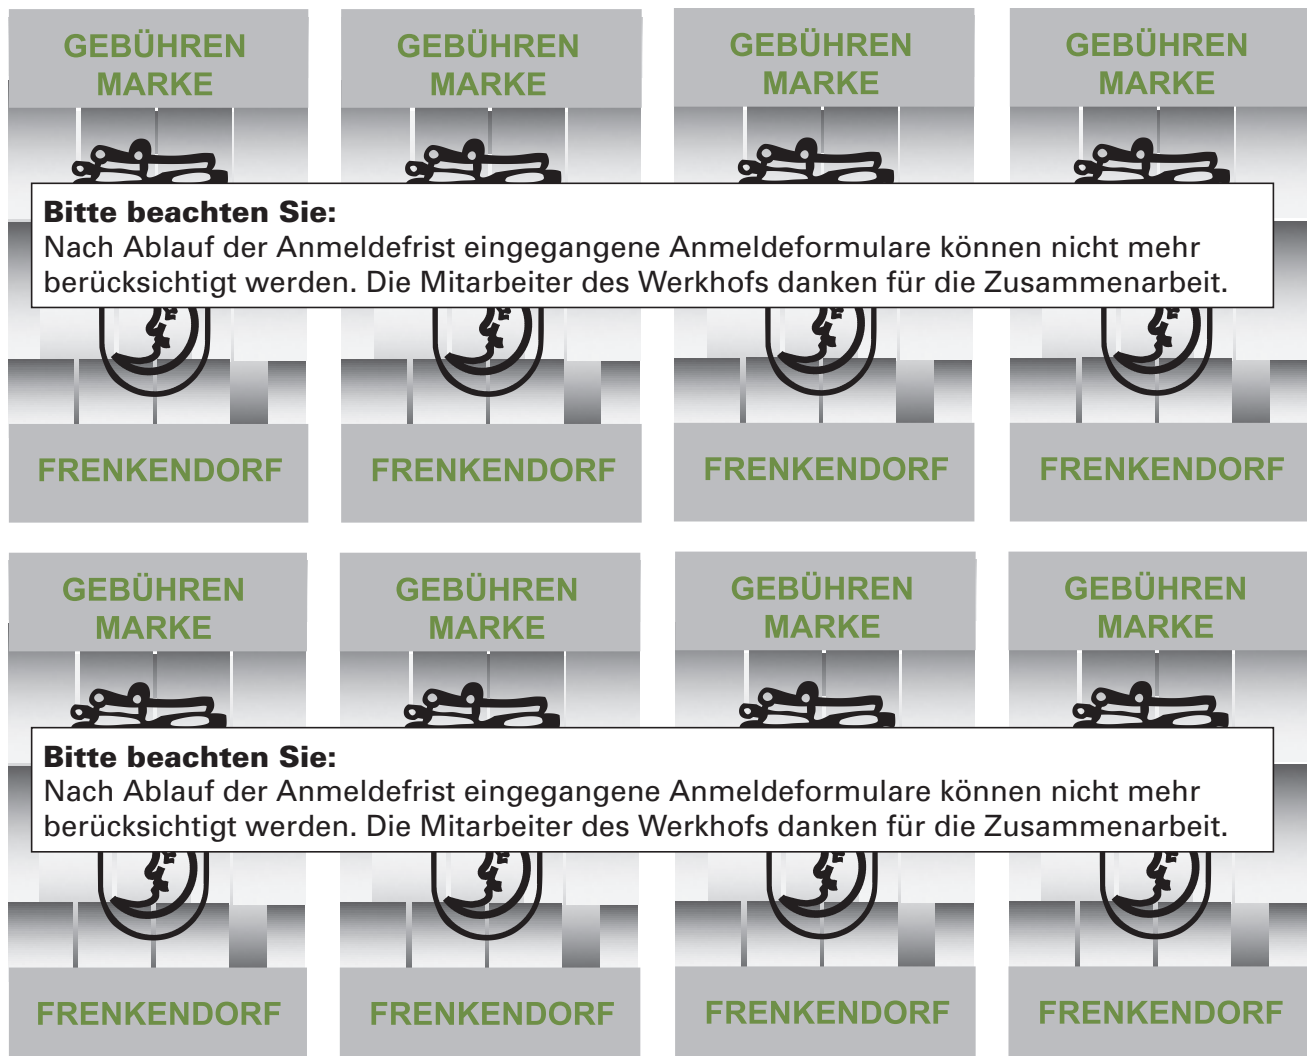 GEBÜHREN
MARKE
GEBÜHREN
MARKE
GEBÜHREN
MARKE
GEBÜHREN
MARKE
Bitte beachten Sie:
Nach Ablauf der Anmeldefrist eingegangene Anmeldeformulare können nicht mehr
berücksichtigt werden. Die Mitarbeiter des Werkhofs danken für die Zusammenarbeit.
FRENKENDORF
FRENKENDORF
FRENKENDORF
FRENKENDORF
GEBÜHREN
MARKE
GEBÜHREN
MARKE
GEBÜHREN
MARKE
GEBÜHREN
MARKE
Bitte beachten Sie:
Nach Ablauf der Anmeldefrist eingegangene Anmeldeformulare können nicht mehr
berücksichtigt werden. Die Mitarbeiter des Werkhofs danken für die Zusammenarbeit.
FRENKENDORF
FRENKENDORF
FRENKENDORF
FRENKENDORF